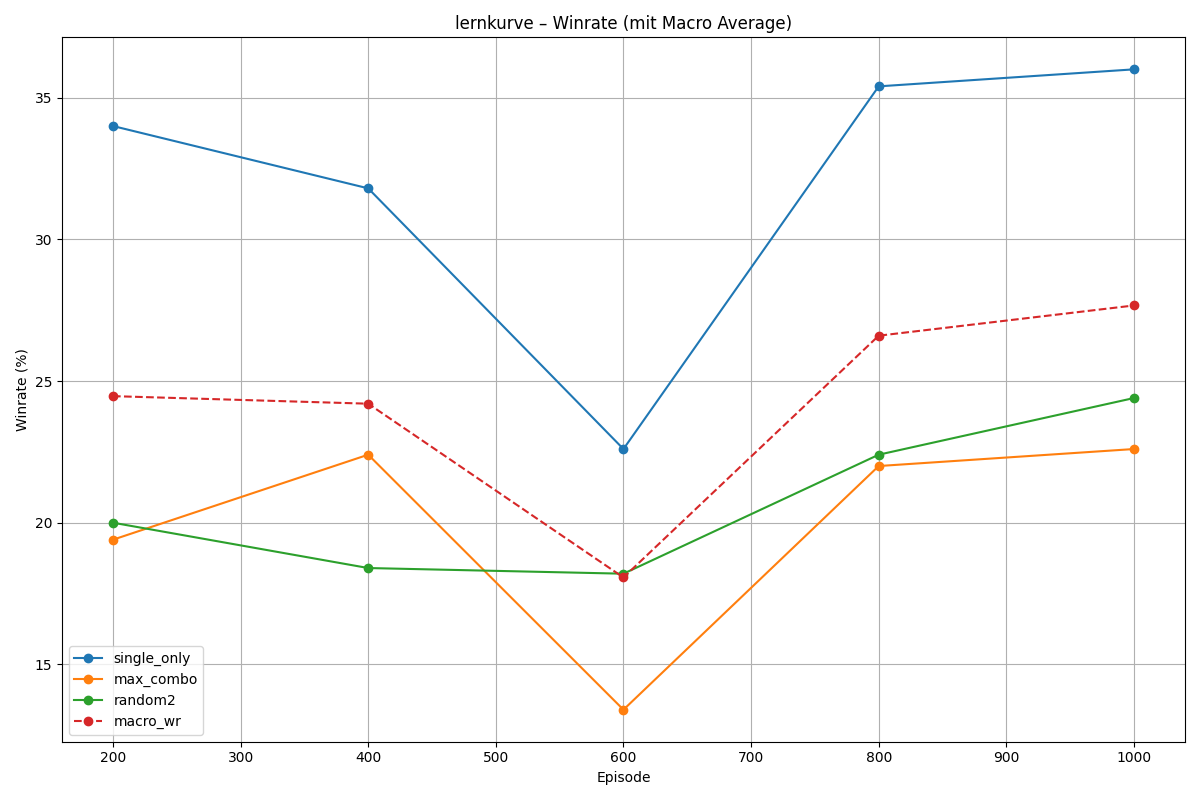 lernkurve – Winrate (mit Macro Average)
Winrate (%)
35
30
25
20
15
single_only
max_combo
random2
macro_wr
200 300 400 500 600 700 800 900 1000
Episode